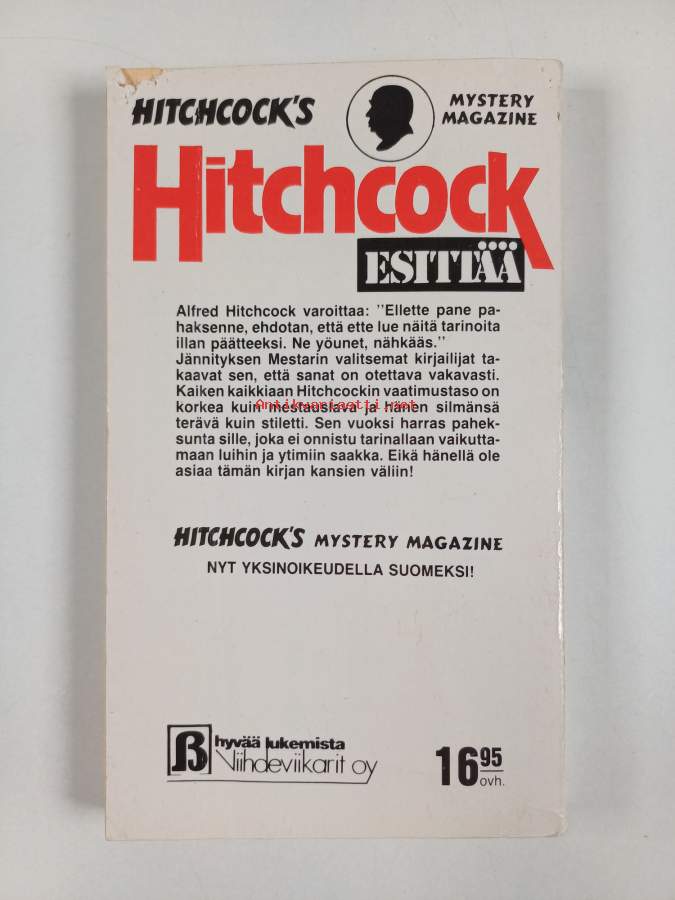 HITCHCOCK'S
MYSTERY
MAGAZINE
Hitchcock
ESITTÄÄ
Alfred Hitchcock varoittaa: "Ellette pane pa-
haksenne, ehdotan, että ette lue näitä tarinoita
illan päätteeksi. Ne yöunet, nähkääs."
Jännityksen Mestarin valitsemat kirjailijat ta-
kaavat sen, että sanat on otettava vakavasti.
Kaiken kaikkiaan Hitchcockin vaatimustaso on
korkea kuin mestauslava ja hänen silmänsä
Antikvariaatti.net
terävä kuin stiletti. Sen vuoksi harras pahek-
sunta sille, joka ei onnistu tarinallaan vaikutta-
maan luihin ja ytimiin saakka. Eikä hänellä ole
asiaa tämän kirjan kansien väliin!
HITCHCOCK'S MYSTERY MAGAZINE
NYT YKSINOIKEUDELLA SUOMEKSI!
hyvää lukemista
Viihdeviikarit oy
16 95
ovh.